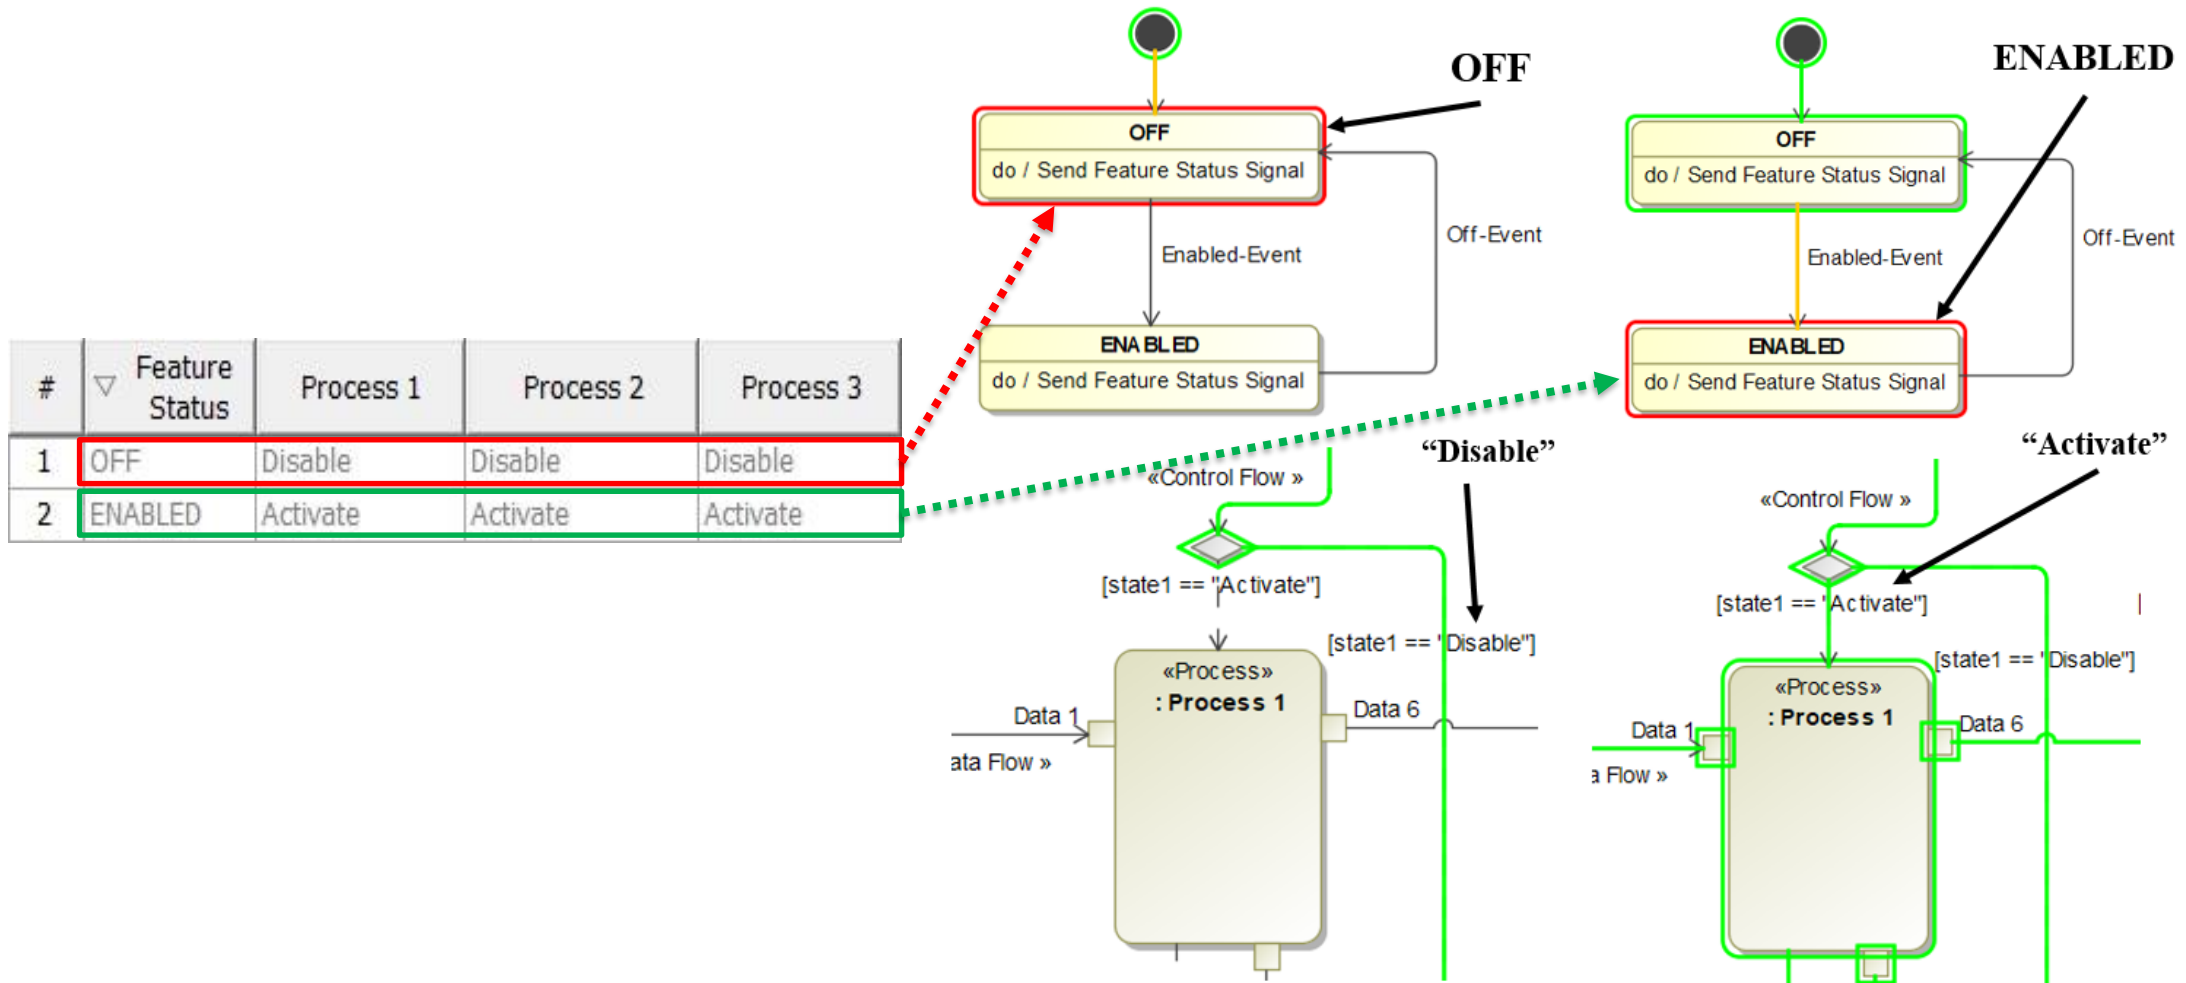 # ▽ Feature Status Process 1 Process 2 Process 3
1 OFF Disable Disable Disable
2 ENABLED Activate Activate Activate
OFF
OFF
do / Send Feature Status Signal
Enabled-Event
Off-Event
ENABLED
do / Send Feature Status Signal
ENABLED
OFF
do / Send Feature Status Signal
Enabled-Event
Off-Event
ENABLED
do / Send Feature Status Signal
“Disable”
«Control Flow »
[state1 == "Activate"]
[state1 == "Disable"]
«Process»
: Process 1
Data 1
Data 6
ata Flow »
“Activate”
«Control Flow »
[state1 == "Activate"]
[
[state1 == "Disable"]
«Process»
: Process 1
Data 1
Data 6
a Flow »